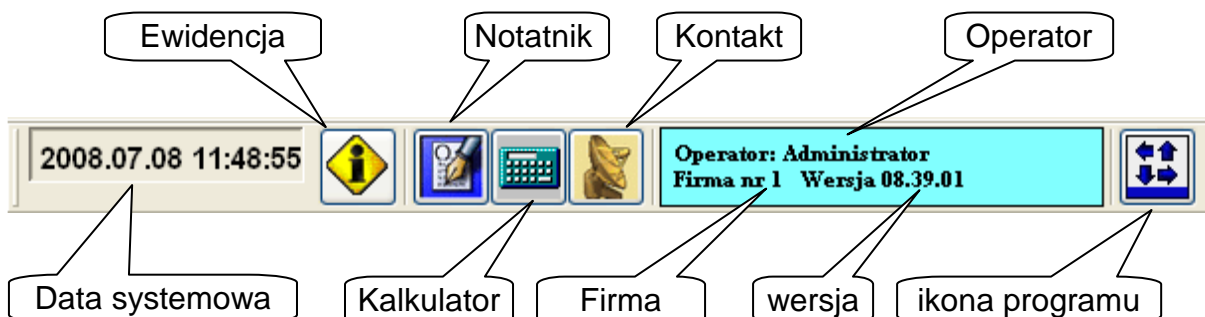 Ewidencja
Notatnik
Kontakt
Operator
2008.07.08 11:48:55
Operator: Administrator
Firma nr 1 Wersja 08.39.01
Data systemowa
Kalkulator
Firma
wersja
ikona programu